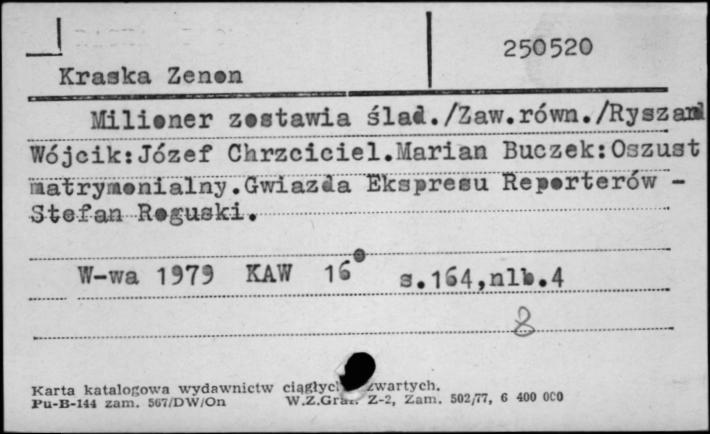 250520
Kraska Zenon
Milioner zostawia ślad./Zaw.równ./Ryszard
Wójcik:Józef Chrzciciel.Marian Buczek:Oszust
matrymonialny.Gwiazda Ekspresu Reporterów -
Stefan Roguski.
W-wa 1979 KAW 16° s.164,nlb.4
8
Karta katalogowa wydawnictw zwartych.
Pu-B-144 zam. 567/DW/On W.Z.Graf. Z-2, Zam. 502/77, 6 400 000